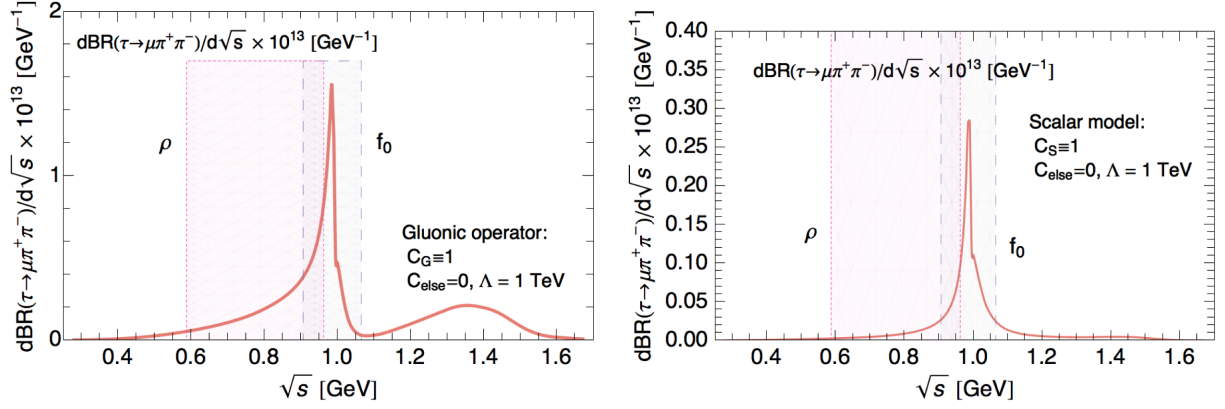 dBR(τ→μπ⁺π⁻)/d√s × 10¹³ [GeV⁻¹]
2
1
0
dBR(τ→μπ⁺π⁻)/d√s × 10¹³ [GeV⁻¹]
ρ
f₀
Gluonic operator:
C_G≡1
C_else=0, Λ = 1 TeV
0.4 0.6 0.8 1.0 1.2 1.4 1.6
√s [GeV]
dBR(τ→μπ⁺π⁻)/d√s × 10¹³ [GeV⁻¹]
0.40
0.35
0.30
0.25
0.20
0.15
0.10
0.05
0.00
dBR(τ→μπ⁺π⁻)/d√s × 10¹³ [GeV⁻¹]
Scalar model:
C_S≡1
C_else=0, Λ = 1 TeV
ρ
f₀
0.4 0.6 0.8 1.0 1.2 1.4 1.6
√s [GeV]